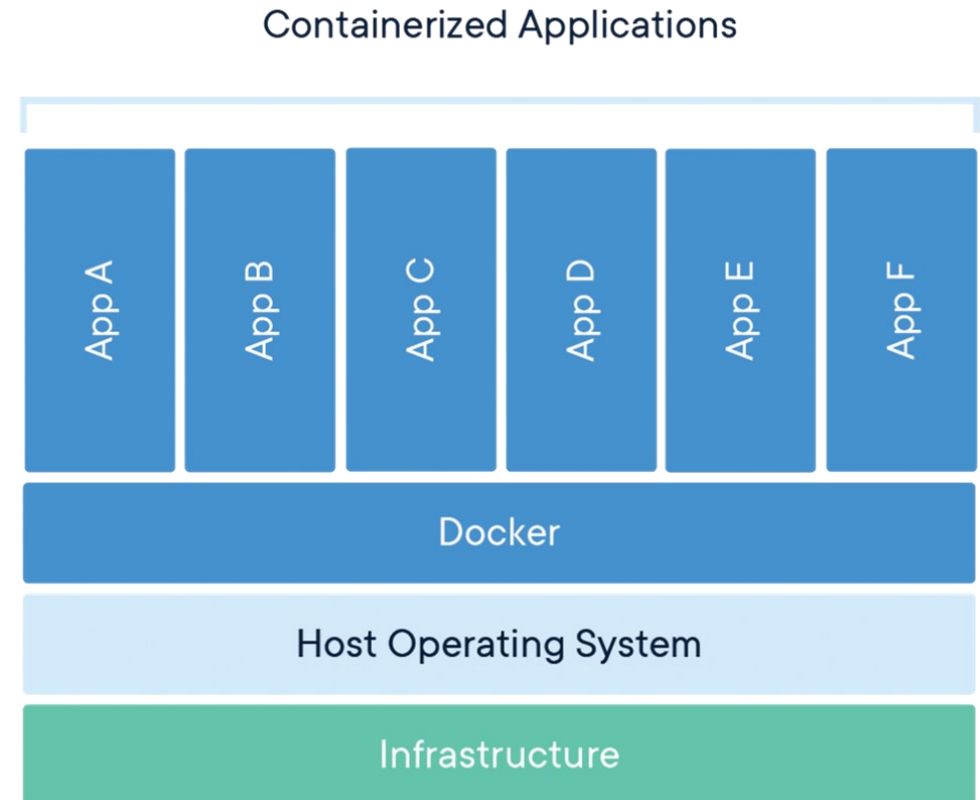 Containerized Applications
App A
App B
App C
App D
App E
App F
Docker
Host Operating System
Infrastructure